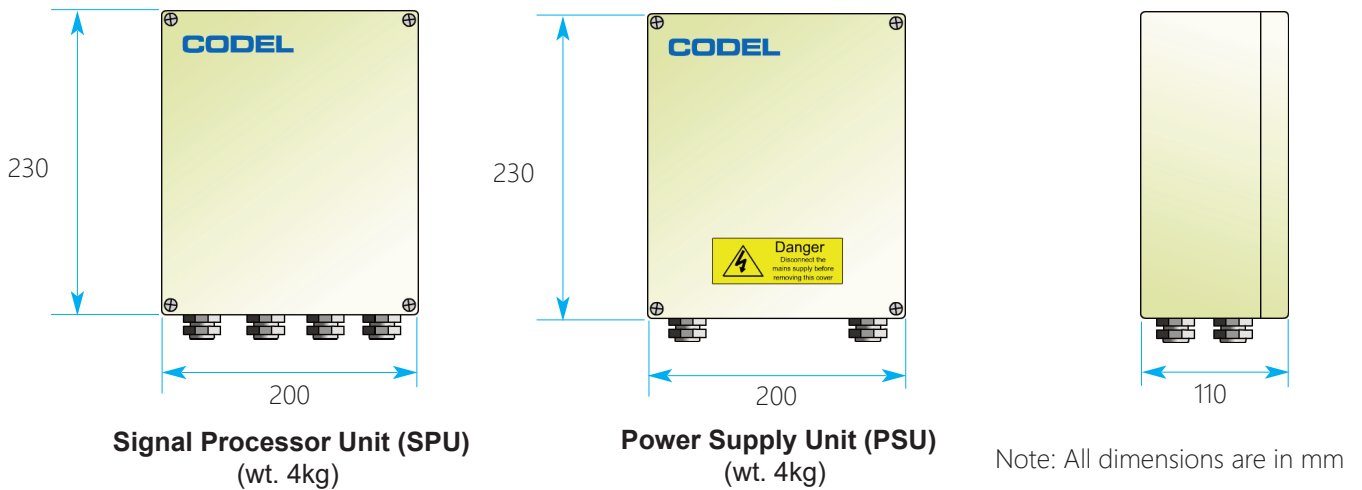 CODEL
230
200
Signal Processor Unit (SPU)
(wt. 4kg)
CODEL
230
Danger
Disconnect the
mains supply before
removing this cover
200
Power Supply Unit (PSU)
(wt. 4kg)
110
Note: All dimensions are in mm